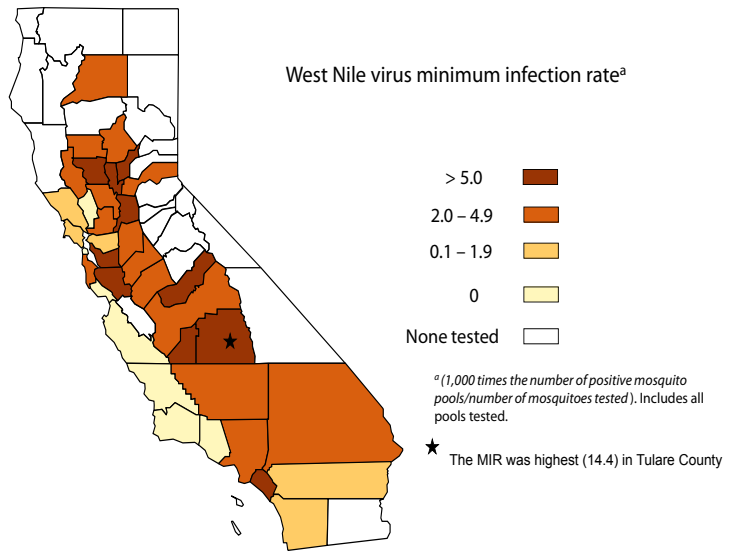 West Nile virus minimum infection rateᵃ
> 5.0
2.0 – 4.9
0.1 – 1.9
0
None tested
ᵃ (1,000 times the number of positive mosquito
pools/number of mosquitoes tested). Includes all
pools tested.
★ The MIR was highest (14.4) in Tulare County